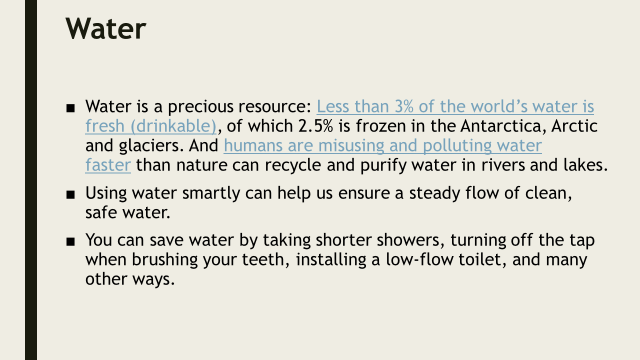 Water
■ Water is a precious resource: Less than 3% of the world’s water is
fresh (drinkable), of which 2.5% is frozen in the Antarctica, Arctic
and glaciers. And humans are misusing and polluting water
faster than nature can recycle and purify water in rivers and lakes.
■ Using water smartly can help us ensure a steady flow of clean,
safe water.
■ You can save water by taking shorter showers, turning off the tap
when brushing your teeth, installing a low-flow toilet, and many
other ways.